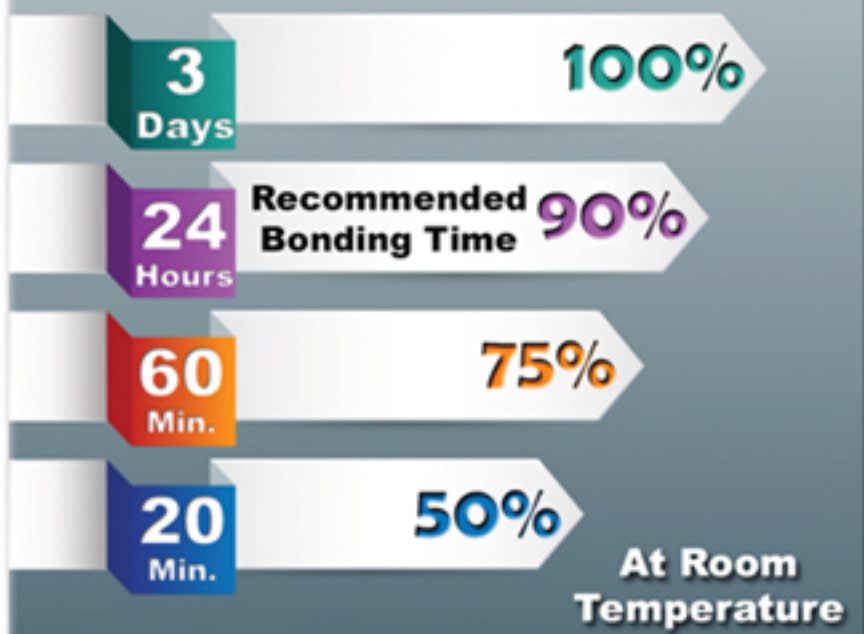 3
Days
100%
24
Hours
Recommended
Bonding Time
90%
60
Min.
75%
20
Min.
50%
At Room
Temperature